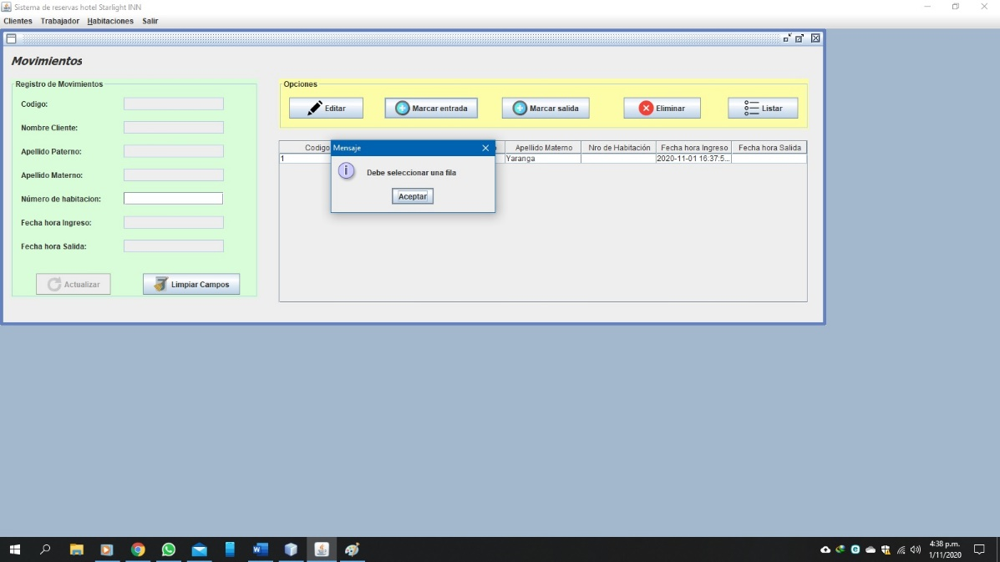 Sistema de reservas hotel Starlight INN
Clientes Trabajador Habitaciones Salir
Movimientos
Registro de Movimientos
Codigo:
Nombre Cliente:
Apellido Paterno:
Apellido Materno:
Número de habitacion:
Fecha hora Ingreso:
Fecha hora Salida:
Actualizar Limpiar Campos
Opciones
Editar Marcar entrada Marcar salida Eliminar Listar
Codigo Apellido Materno Nro de Habitación Fecha hora Ingreso Fecha hora Salida
1 Yaranga 2020-11-01 16:37:5...
Mensaje
Debe seleccionar una fila
Aceptar
4:38 p.m.
1/11/2020